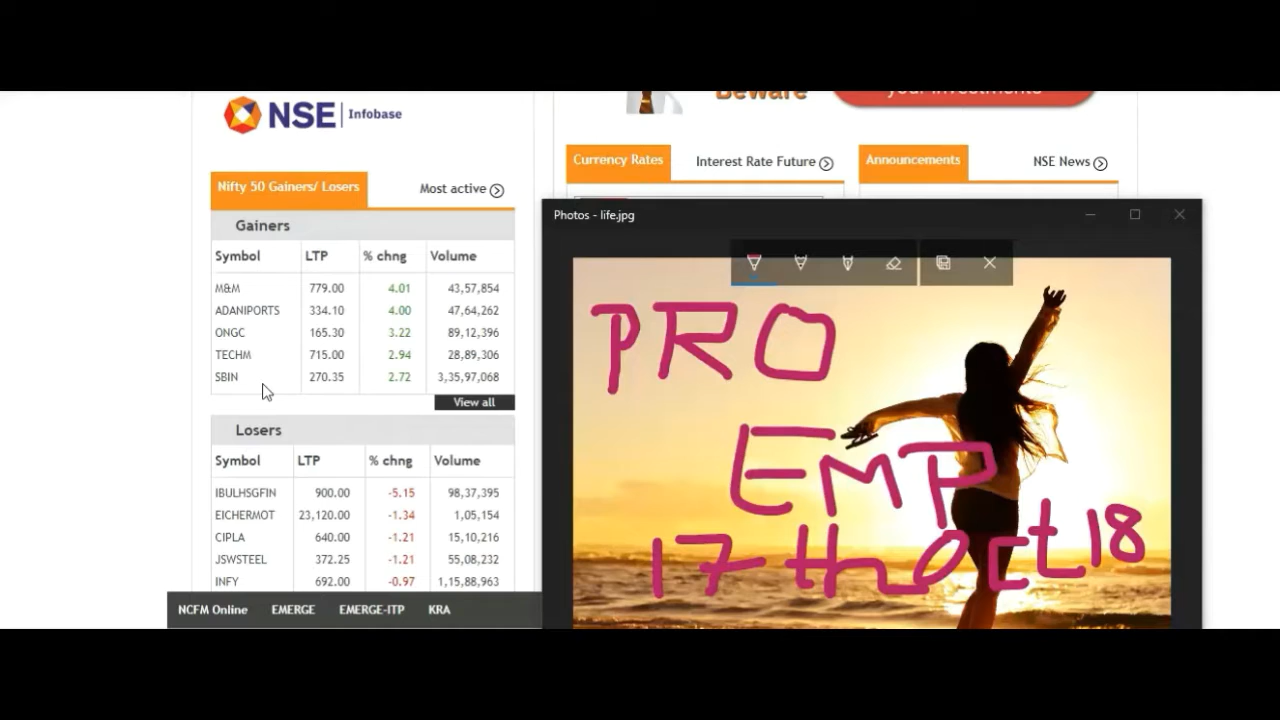 Beware
your investments
NSE | Infobase
Currency Rates Interest Rate Future
Announcements NSE News
Nifty 50 Gainers/ Losers Most active
Gainers
Symbol LTP % chng Volume
M&M 779.00 4.01 43,57,854
ADANIPORTS 334.10 4.00 47,64,262
ONGC 165.30 3.22 89,12,396
TECHM 715.00 2.94 28,89,306
SBIN 270.35 2.72 3,35,97,068
View all
Losers
Symbol LTP % chng Volume
IBULHSGFIN 900.00 -5.15 98,37,395
EICHERMOT 23,120.00 -1.34 1,05,154
CIPLA 640.00 -1.21 15,10,216
JSWSTEEL 372.25 -1.21 55,08,232
INFY 692.00 -0.97 1,15,88,963
NCFM Online EMERGE EMERGE-ITP KRA
Photos - life.jpg
PRO
EMP
17th Oct 18